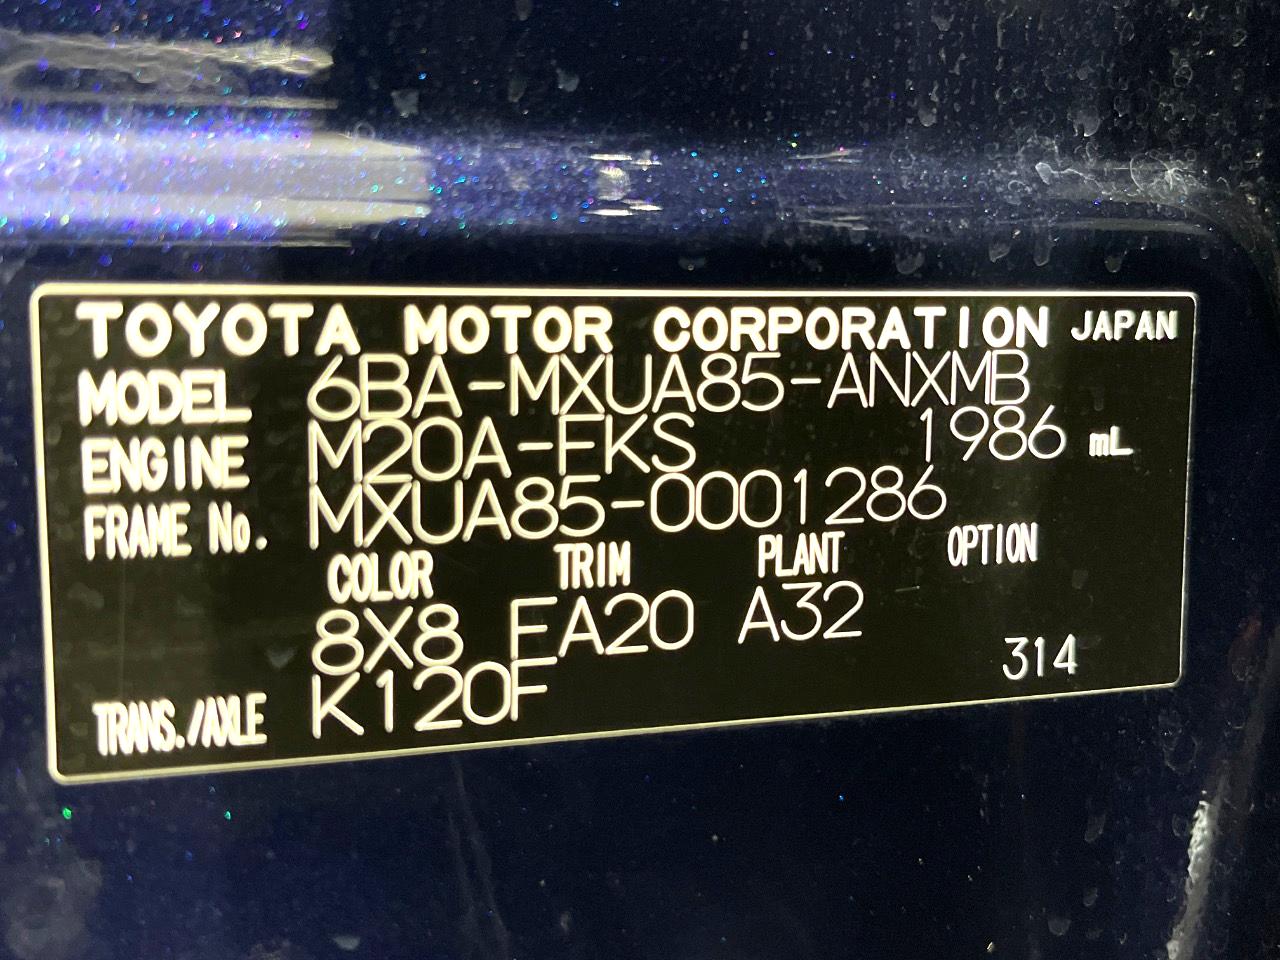 TOYOTA MOTOR CORPORATION JAPAN
MODEL 6BA-MXUA85-ANXMB
ENGINE M20A-FKS 1986 mL
FRAME No. MXUA85-0001286
COLOR TRIM PLANT OPTION
8X8 FA20 A32
314
TRANS./AXLE K120F